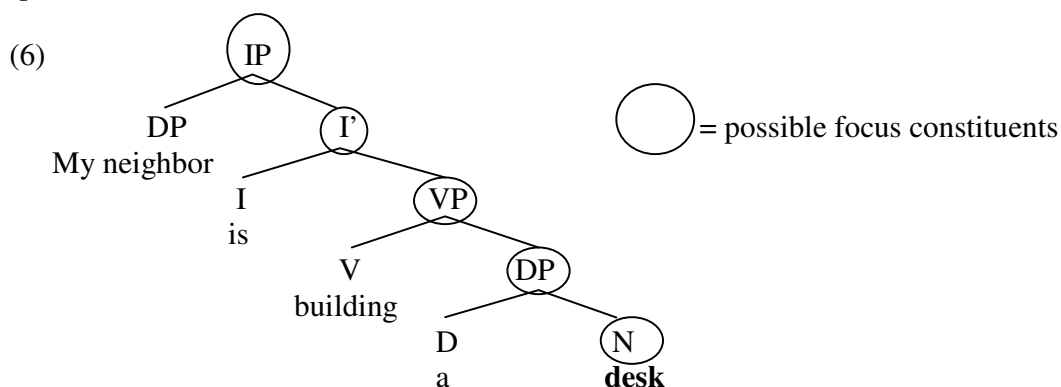 (6)
IP
DP
I'
= possible focus constituents
My neighbor
I
VP
is
V
DP
building
D
N
a
desk